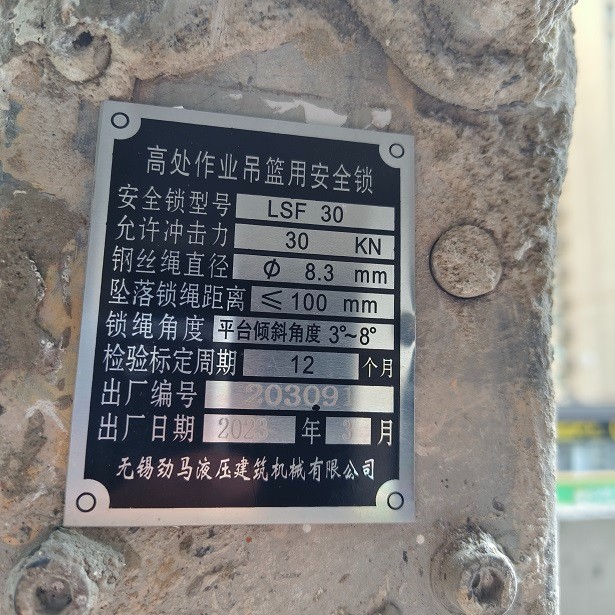 高处作业吊篮用安全锁
安全锁型号 LSF 30
允许冲击力 30 KN
钢丝绳直径 ϕ 8.3 mm
坠落锁绳距离 ≤100 mm
锁绳角度 平台倾斜角度 3°~8°
检验标定周期 12 个月
出厂编号 203091
出厂日期 2023 年 3 月
无锡劲马液压建筑机械有限公司